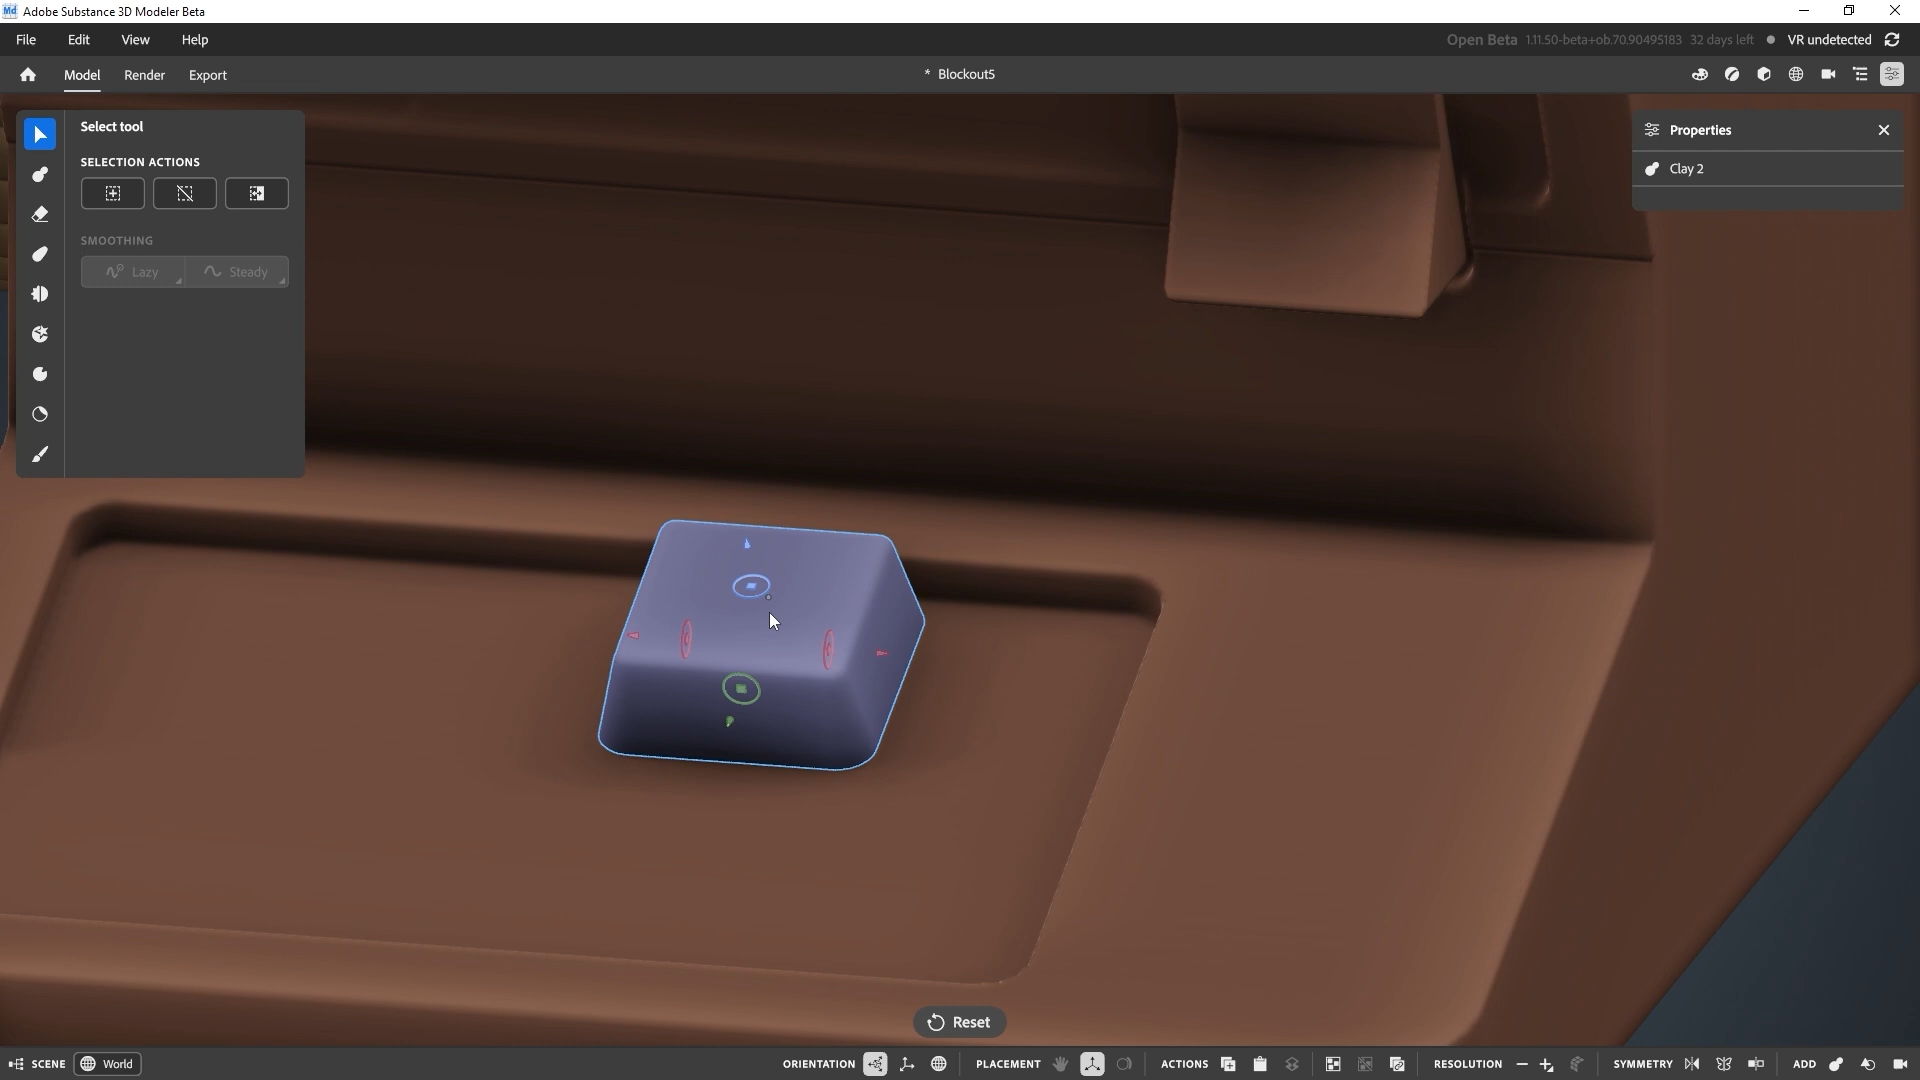 Md Adobe Substance 3D Modeler Beta
File Edit View Help
Open Beta 1.11.50-beta+ob.70.90495183 32 days left VR undetected
Model Render Export
* Blockout5
Select tool
SELECTION ACTIONS
SMOOTHING
Lazy Steady
Properties
Clay 2
Reset
SCENE World ORIENTATION PLACEMENT ACTIONS RESOLUTION SYMMETRY ADD